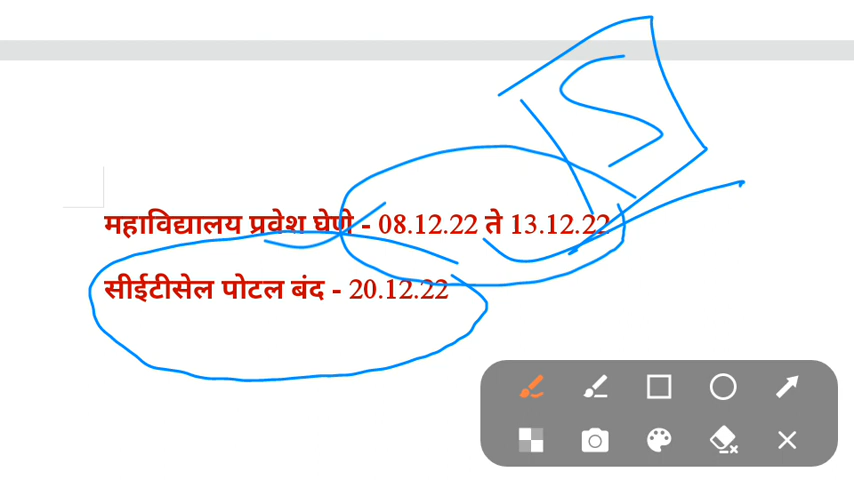 महाविद्यालय प्रवेश घेणे - 08.12.22 ते 13.12.22
सीईटीसेल पोटल बंद - 20.12.22